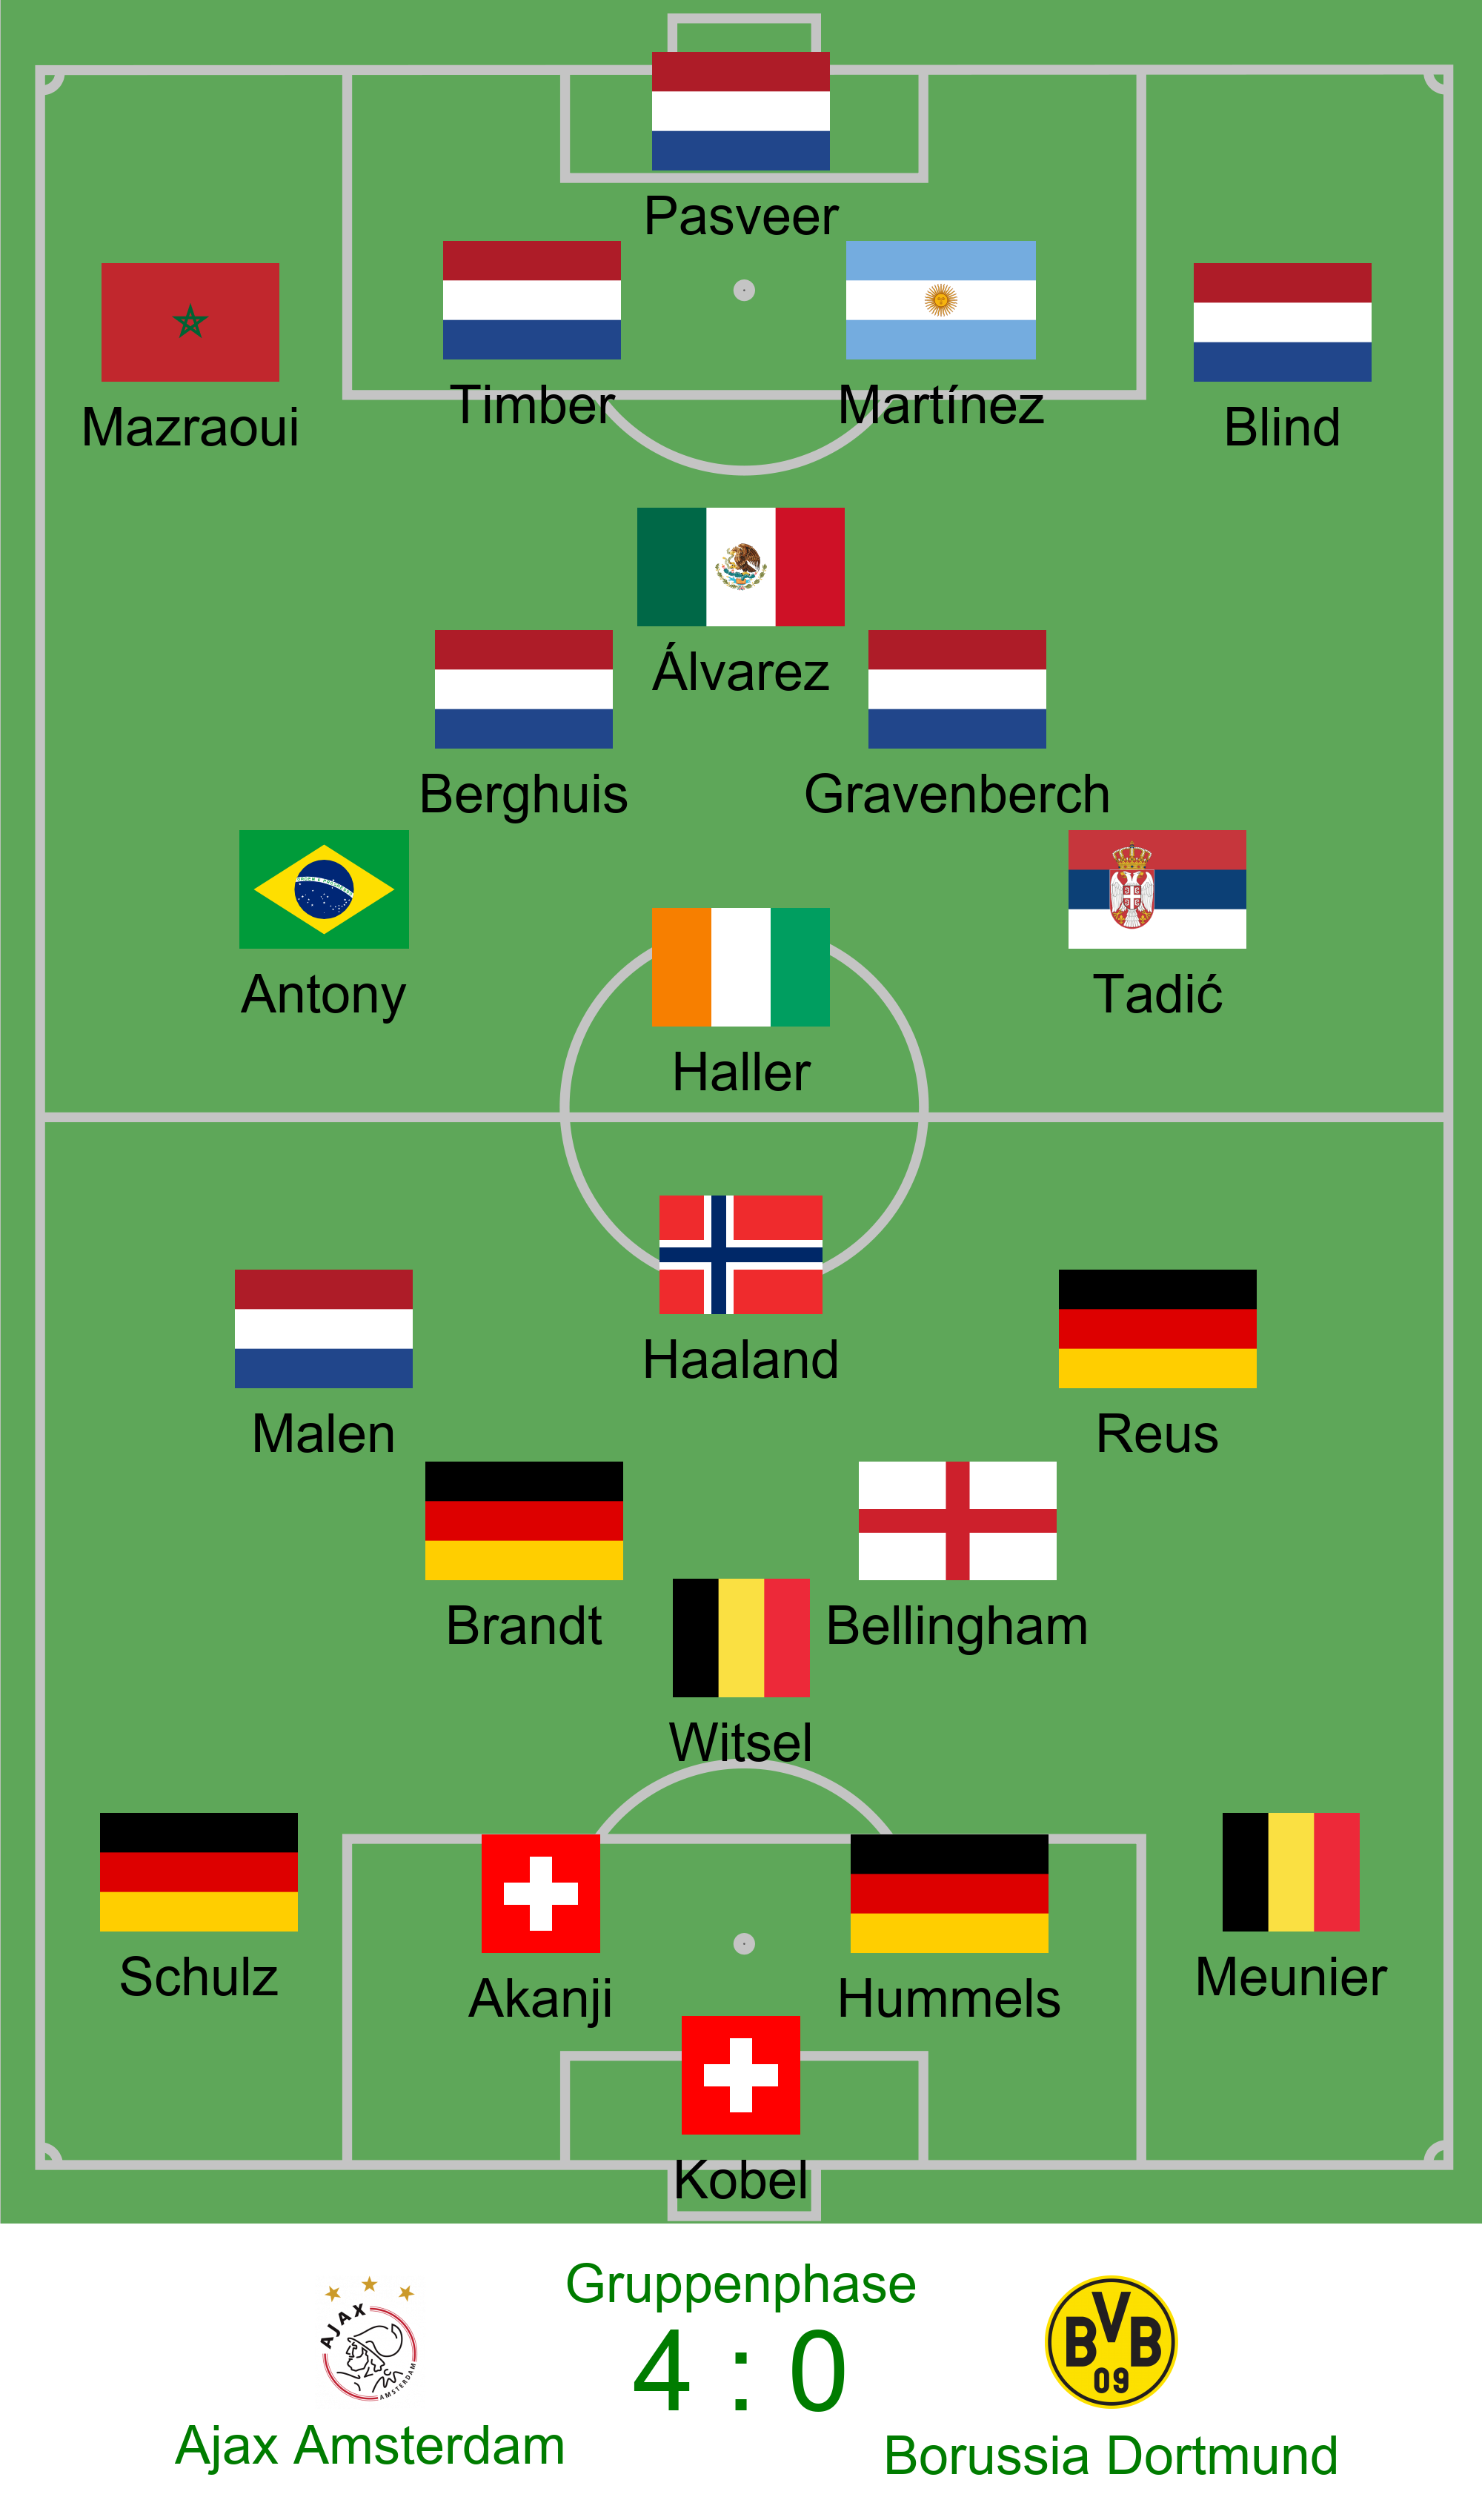 Pasveer
Mazraoui
Timber
Martínez
Blind
Álvarez
Berghuis
Gravenberch
Antony
Haller
Tadić
Haaland
Malen
Reus
Brandt
Bellingham
Witsel
Schulz
Akanji
Hummels
Meunier
Kobel
Gruppenphase
4 : 0
AJAX
AMSTERDAM
BVB
09
Ajax Amsterdam
Borussia Dortmund